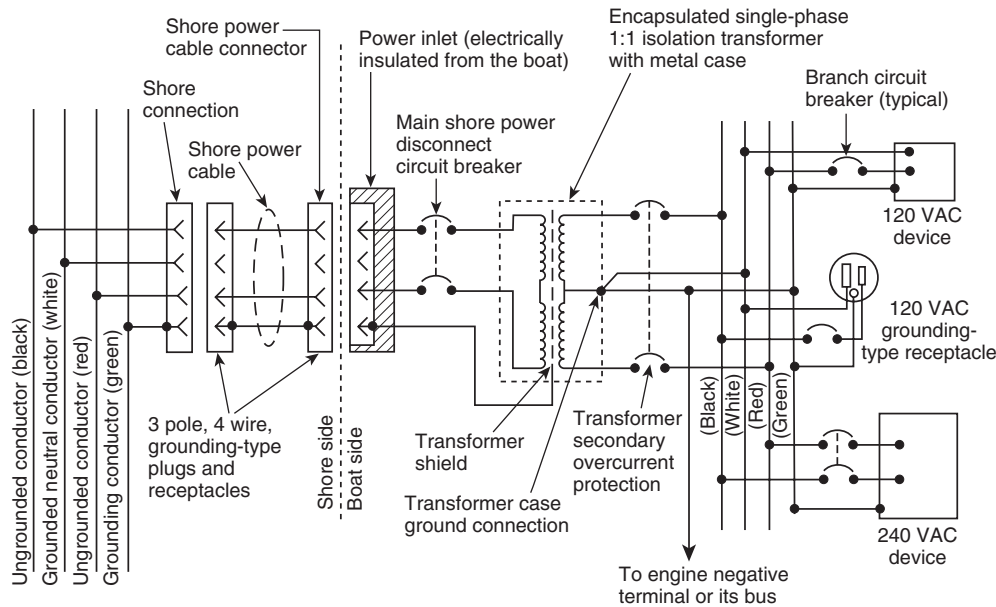 Encapsulated single-phase
1:1 isolation transformer
with metal case
Shore power
cable connector
Power inlet (electrically
insulated from the boat)
Branch circuit
breaker (typical)
Shore
connection
Main shore power
disconnect
circuit breaker
Shore power
cable
120 VAC
device
120 VAC
grounding-
type receptacle
Ungrounded conductor (black)
Grounded neutral conductor (white)
Ungrounded conductor (red)
Grounding conductor (green)
3 pole, 4 wire,
grounding-type
plugs and
receptacles
Shore side
Boat side
Transformer
shield
Transformer case
ground connection
Transformer
secondary
overcurrent
protection
(Black)
(White)
(Red)
(Green)
240 VAC
device
To engine negative
terminal or its bus